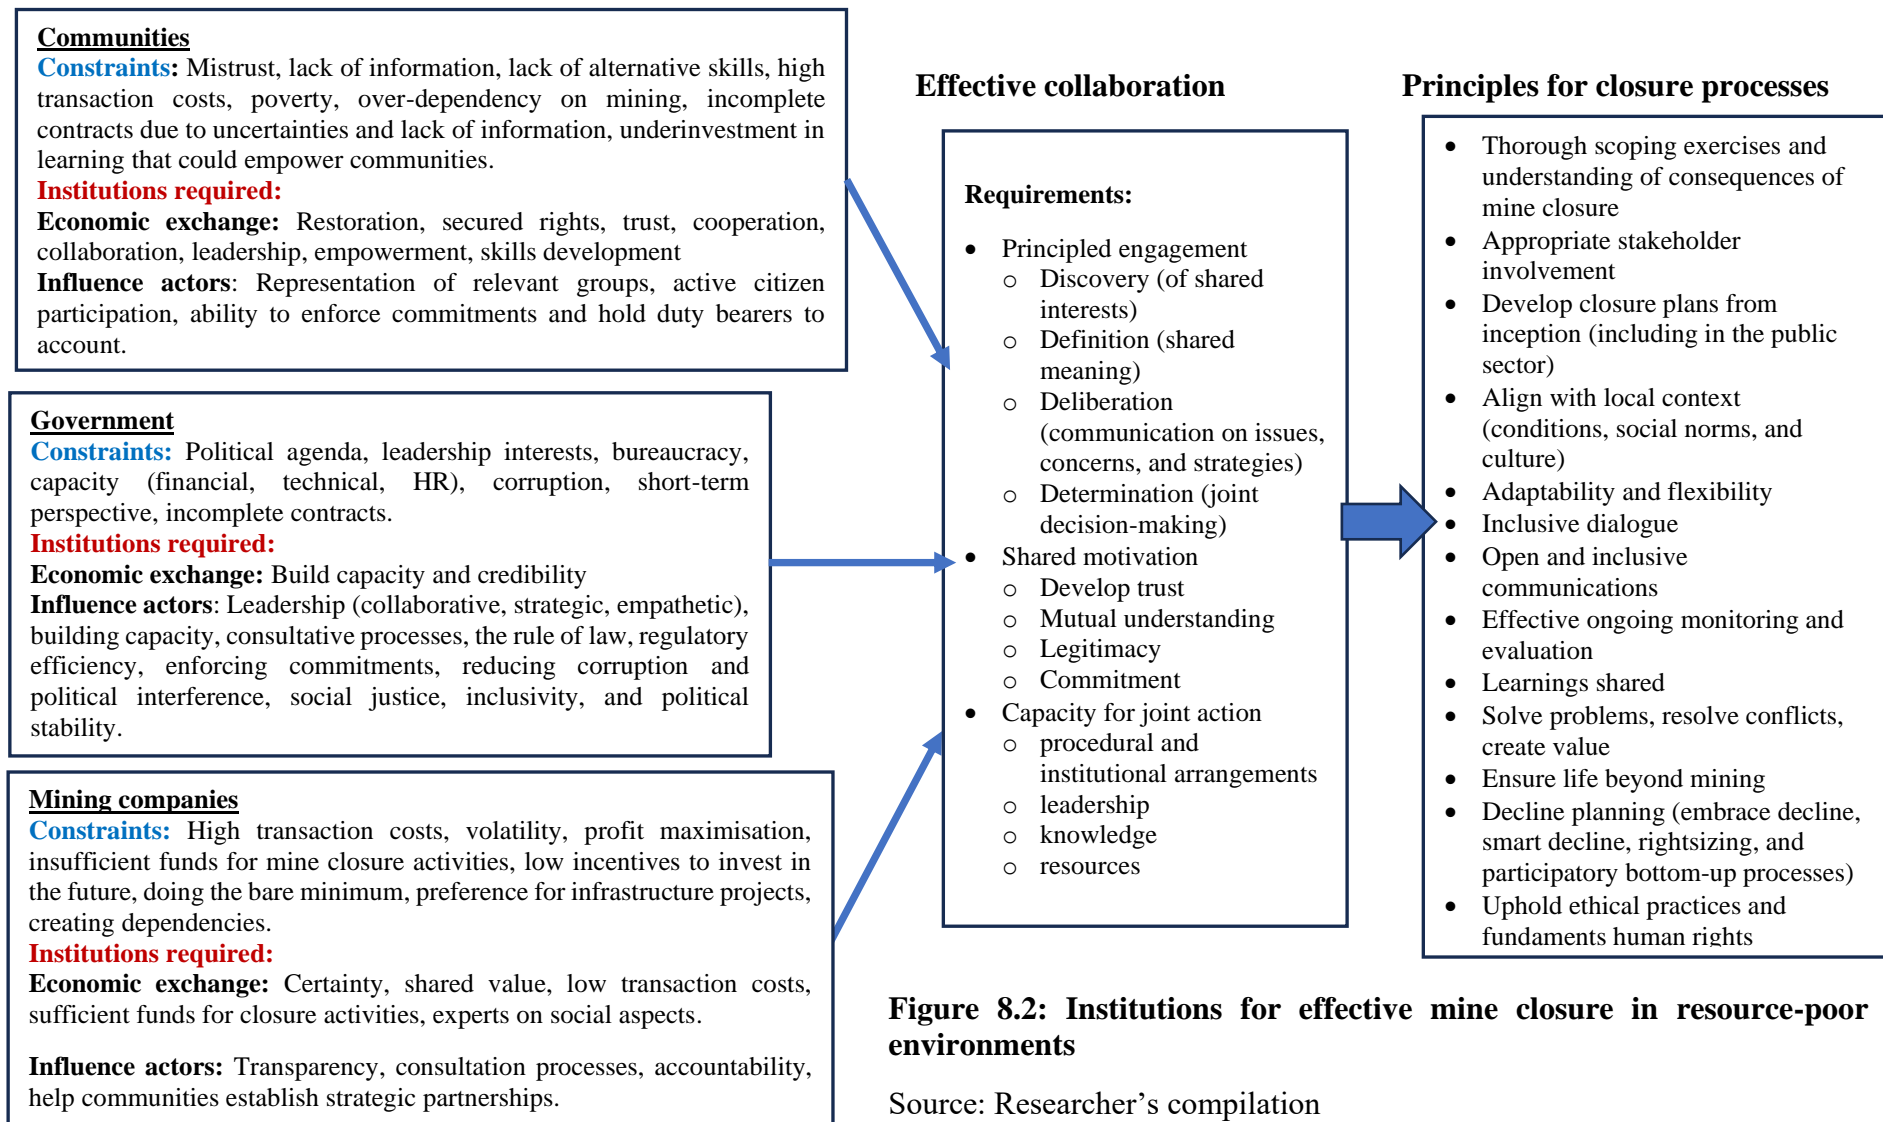 Communities
Constraints: Mistrust, lack of information, lack of alternative skills, high
transaction costs, poverty, over-dependency on mining, incomplete
contracts due to uncertainties and lack of information, underinvestment in
learning that could empower communities.
Institutions required:
Economic exchange: Restoration, secured rights, trust, cooperation,
collaboration, leadership, empowerment, skills development
Influence actors: Representation of relevant groups, active citizen
participation, ability to enforce commitments and hold duty bearers to
account.
Government
Constraints: Political agenda, leadership interests, bureaucracy,
capacity (financial, technical, HR), corruption, short-term
perspective, incomplete contracts.
Institutions required:
Economic exchange: Build capacity and credibility
Influence actors: Leadership (collaborative, strategic, empathetic),
building capacity, consultative processes, the rule of law, regulatory
efficiency, enforcing commitments, reducing corruption and
political interference, social justice, inclusivity, and political
stability.
Mining companies
Constraints: High transaction costs, volatility, profit maximisation,
insufficient funds for mine closure activities, low incentives to invest in
the future, doing the bare minimum, preference for infrastructure projects,
creating dependencies.
Institutions required:
Economic exchange: Certainty, shared value, low transaction costs,
sufficient funds for closure activities, experts on social aspects.
Influence actors: Transparency, consultation processes, accountability,
help communities establish strategic partnerships.
Effective collaboration
Requirements:
• Principled engagement
o Discovery (of shared
interests)
o Definition (shared
meaning)
o Deliberation
(communication on issues,
concerns, and strategies)
o Determination (joint
decision-making)
• Shared motivation
o Develop trust
o Mutual understanding
o Legitimacy
o Commitment
• Capacity for joint action
o procedural and
institutional arrangements
o leadership
o knowledge
o resources
Principles for closure processes
• Thorough scoping exercises and
understanding of consequences of
mine closure
• Appropriate stakeholder
involvement
• Develop closure plans from
inception (including in the public
sector)
• Align with local context
(conditions, social norms, and
culture)
• Adaptability and flexibility
• Inclusive dialogue
• Open and inclusive
communications
• Effective ongoing monitoring and
evaluation
• Learnings shared
• Solve problems, resolve conflicts,
create value
• Ensure life beyond mining
• Decline planning (embrace decline,
smart decline, rightsizing, and
participatory bottom-up processes)
• Uphold ethical practices and
fundaments human rights
Figure 8.2: Institutions for effective mine closure in resource-poor
environments
Source: Researcher's compilation